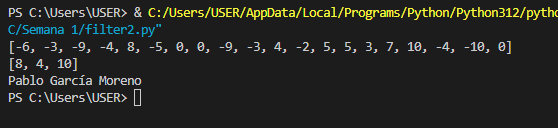 PS C:\Users\USER> & C:/Users/USER/AppData/Local/Programs/Python/Python312/pytho
C/Semana 1/filter2.py"
[-6, -3, -9, -4, 8, -5, 0, 0, -9, -3, 4, -2, 5, 5, 3, 7, 10, -4, -10, 0]
[8, 4, 10]
Pablo García Moreno
PS C:\Users\USER>